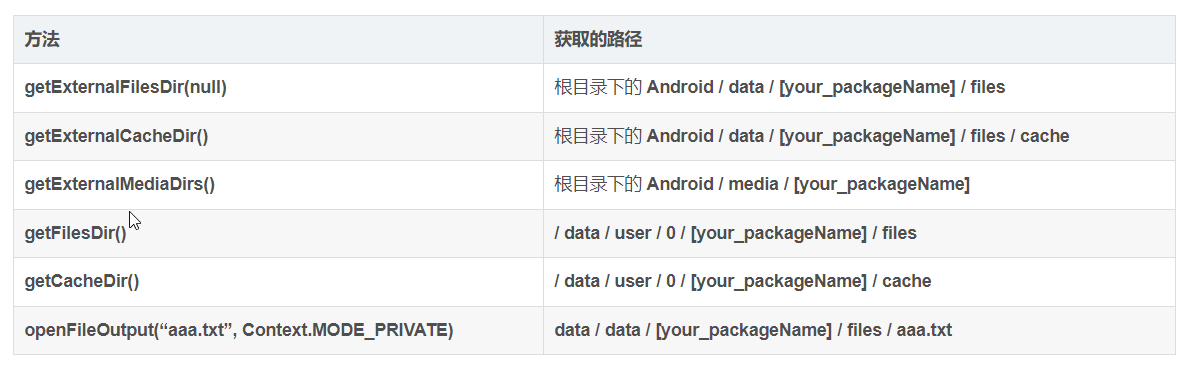 方法 获取的路径
getExternalFilesDir(null) 根目录下的 Android / data / [your_packageName] / files
getExternalCacheDir() 根目录下的 Android / data / [your_packageName] / files / cache
getExternalMediaDirs() 根目录下的 Android / media / [your_packageName]
getFilesDir() / data / user / 0 / [your_packageName] / files
getCacheDir() / data / user / 0 / [your_packageName] / cache
openFileOutput(“aaa.txt”, Context.MODE_PRIVATE) data / data / [your_packageName] / files / aaa.txt